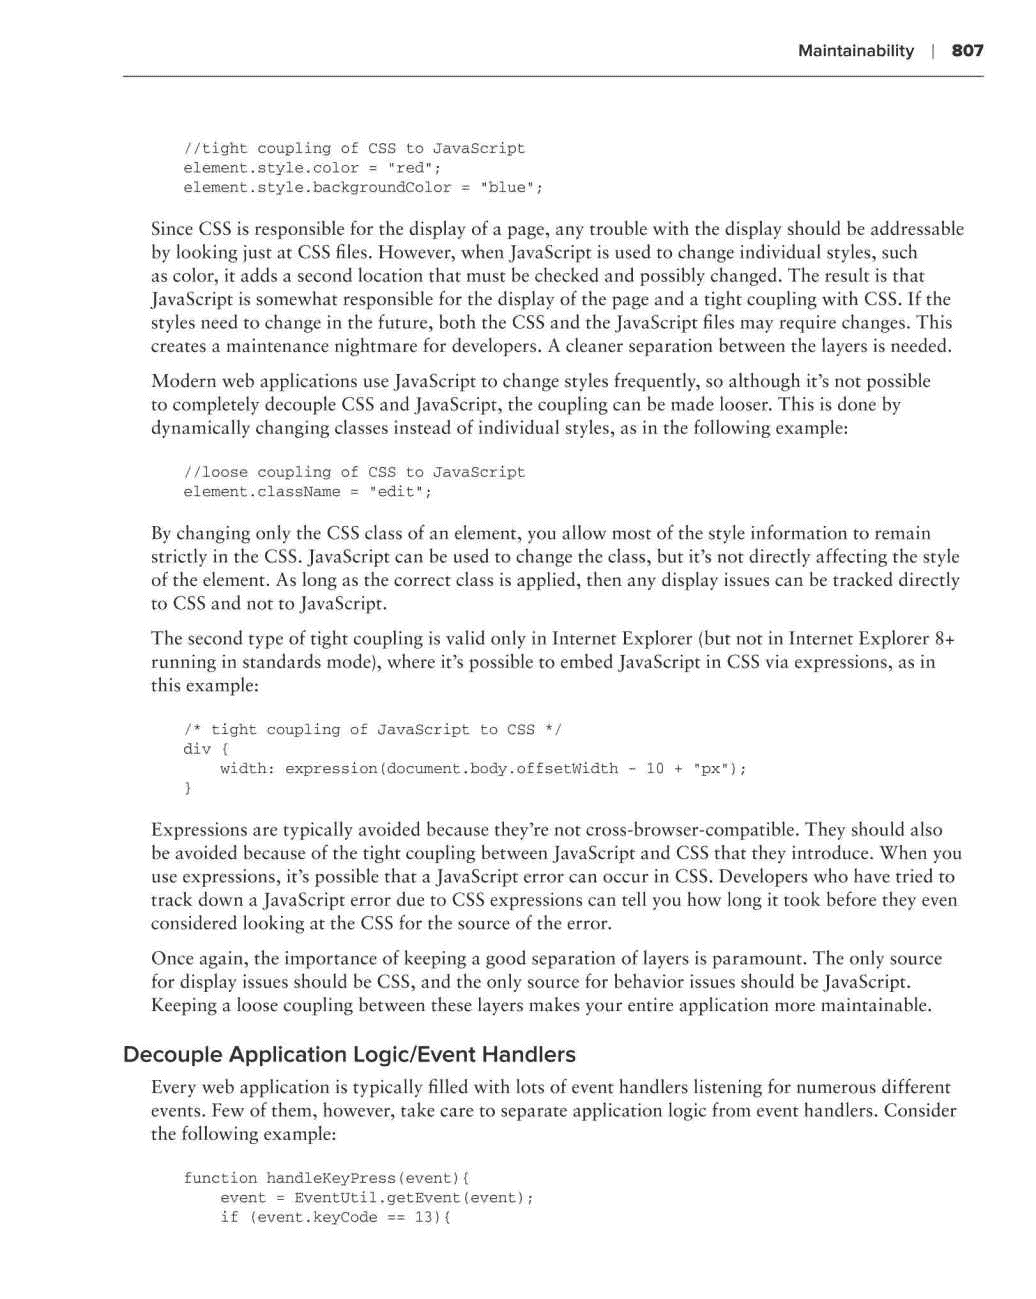 Maintainability | 807
//tight coupling of CSS to JavaScript
element.style.color = "red";
element.style.backgroundColor = "blue";
Since CSS is responsible for the display of a page, any trouble with the display should be addressable
by looking just at CSS files. However, when JavaScript is used to change individual styles, such
as color, it adds a second location that must be checked and possibly changed. The result is that
JavaScript is somewhat responsible for the display of the page and a tight coupling with CSS. If the
styles need to change in the future, both the CSS and the JavaScript files may require changes. This
creates a maintenance nightmare for developers. A cleaner separation between the layers is needed.
Modern web applications use JavaScript to change styles frequently, so although it's not possible
to completely decouple CSS and JavaScript, the coupling can be made looser. This is done by
dynamically changing classes instead of individual styles, as in the following example:
//loose coupling of CSS to JavaScript
element.className = "edit";
By changing only the CSS class of an element, you allow most of the style information to remain
strictly in the CSS. JavaScript can be used to change the class, but it's not directly affecting the style
of the element. As long as the correct class is applied, then any display issues can be tracked directly
to CSS and not to JavaScript.
The second type of tight coupling is valid only in Internet Explorer (but not in Internet Explorer 8+
running in standards mode), where it's possible to embed JavaScript in CSS via expressions, as in
this example:
/* tight coupling of JavaScript to CSS */
div {
    width: expression(document.body.offsetWidth - 10 + "px");
}
Expressions are typically avoided because they're not cross-browser-compatible. They should also
be avoided because of the tight coupling between JavaScript and CSS that they introduce. When you
use expressions, it's possible that a JavaScript error can occur in CSS. Developers who have tried to
track down a JavaScript error due to CSS expressions can tell you how long it took before they even
considered looking at the CSS for the source of the error.
Once again, the importance of keeping a good separation of layers is paramount. The only source
for display issues should be CSS, and the only source for behavior issues should be JavaScript.
Keeping a loose coupling between these layers makes your entire application more maintainable.
Decouple Application Logic/Event Handlers
Every web application is typically filled with lots of event handlers listening for numerous different
events. Few of them, however, take care to separate application logic from event handlers. Consider
the following example:
function handleKeyPress(event){
    event = EventUtil.getEvent(event);
    if (event.keyCode == 13){